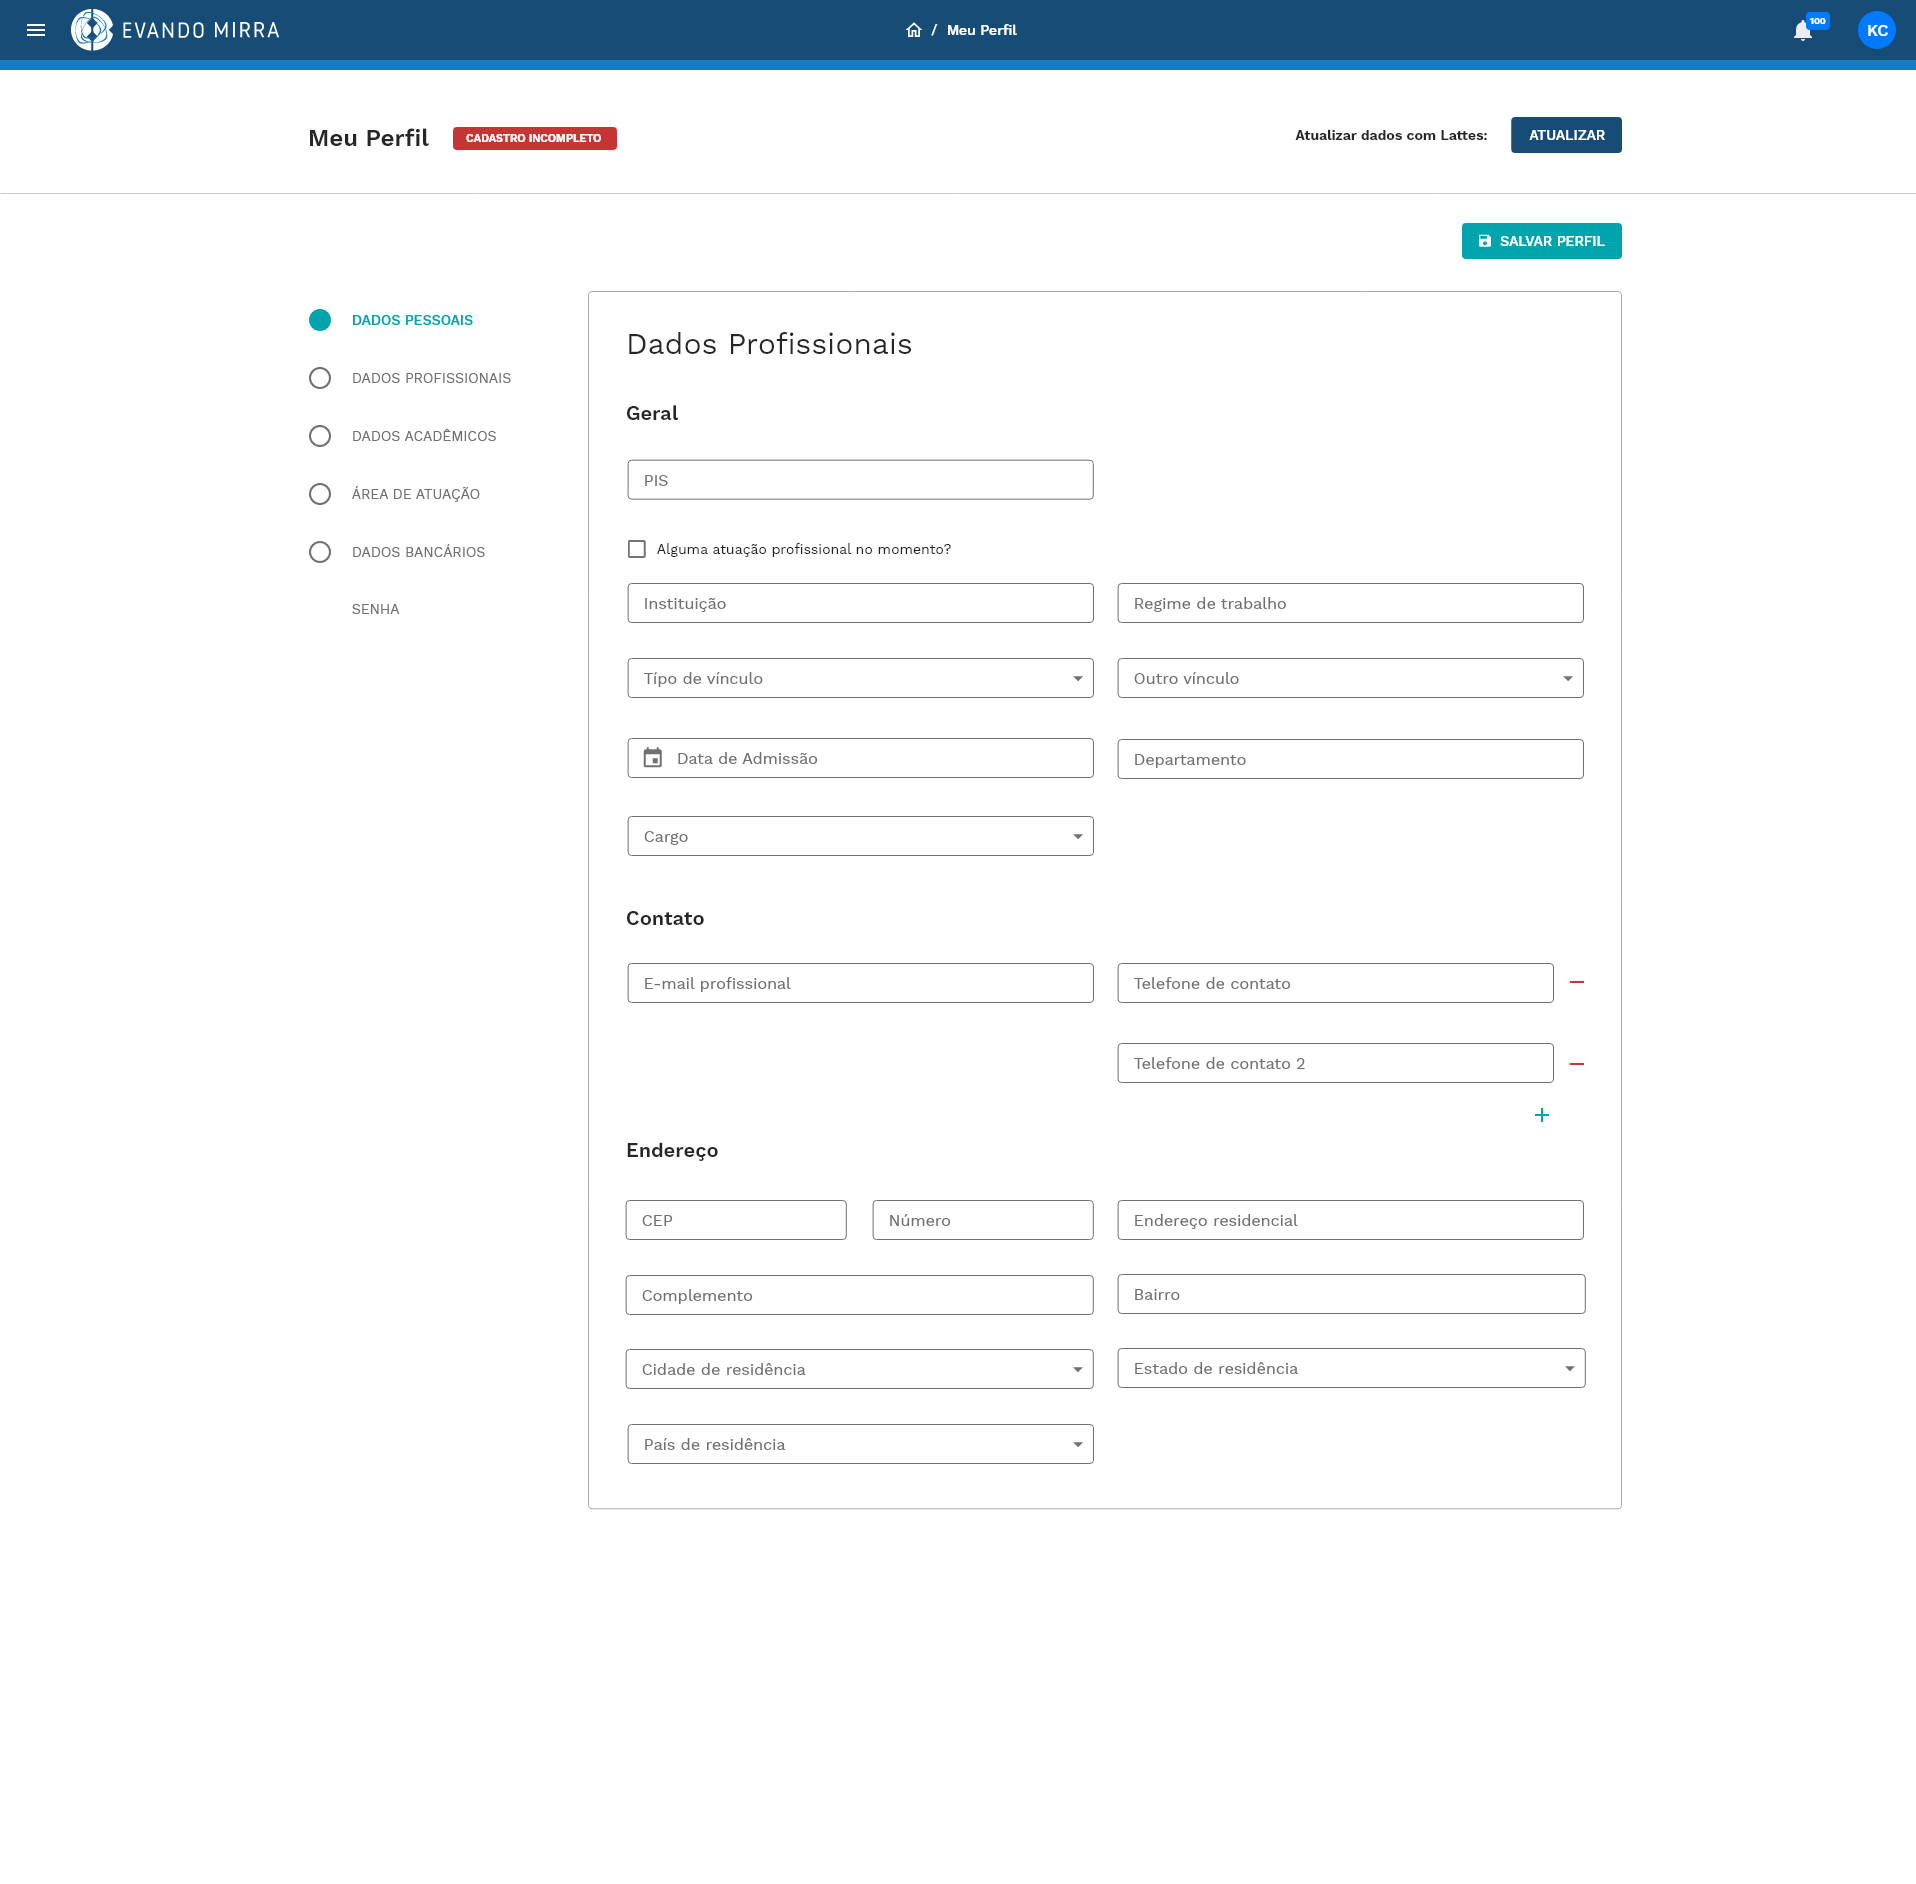 EVANDO MIRRA
/ Meu Perfil
100
KC
Meu Perfil
CADASTRO INCOMPLETO
Atualizar dados com Lattes:
ATUALIZAR
SALVAR PERFIL
DADOS PESSOAIS
DADOS PROFISSIONAIS
DADOS ACADÊMICOS
ÁREA DE ATUAÇÃO
DADOS BANCÁRIOS
SENHA
Dados Profissionais
Geral
PIS
Alguma atuação profissional no momento?
Instituição
Regime de trabalho
Típo de vínculo
Outro vínculo
Data de Admissão
Departamento
Cargo
Contato
E-mail profissional
Telefone de contato
Telefone de contato 2
Endereço
CEP
Número
Endereço residencial
Complemento
Bairro
Cidade de residência
Estado de residência
País de residência